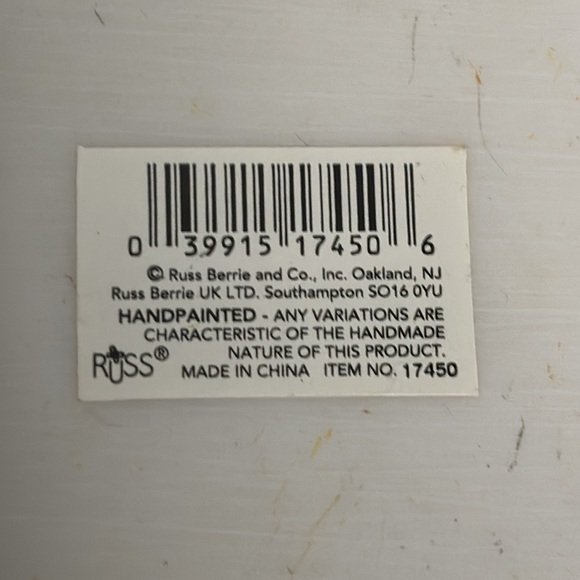 0 39915 17450 6
© Russ Berrie and Co., Inc. Oakland, NJ
Russ Berrie UK LTD. Southampton SO16 0YU
HANDPAINTED - ANY VARIATIONS ARE
CHARACTERISTIC OF THE HANDMADE
NATURE OF THIS PRODUCT.
RUSS® MADE IN CHINA ITEM NO. 17450